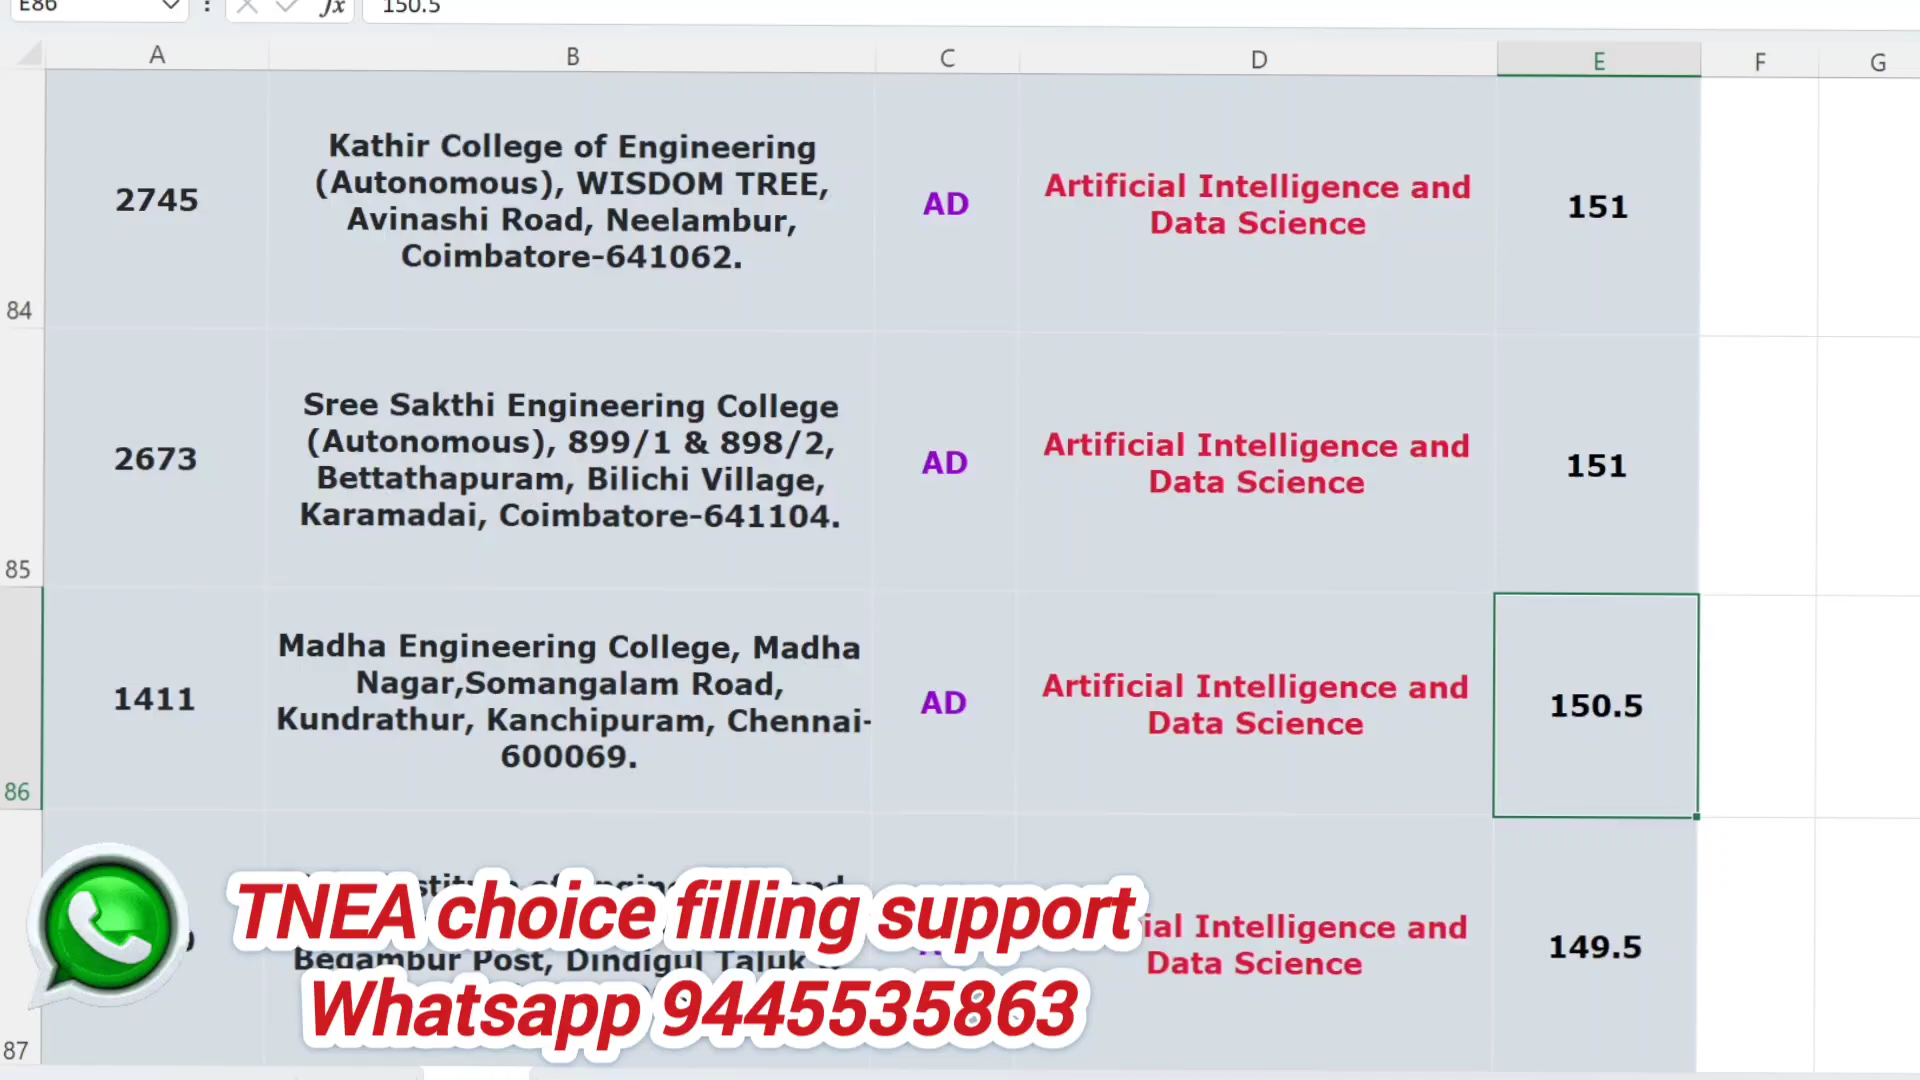 E86
fx
150.5
A
B
C
D
E
F
G
84
2745
Kathir College of Engineering
(Autonomous), WISDOM TREE,
Avinashi Road, Neelambur,
Coimbatore-641062.
AD
Artificial Intelligence and
Data Science
151
85
2673
Sree Sakthi Engineering College
(Autonomous), 899/1 & 898/2,
Bettathapuram, Bilichi Village,
Karamadai, Coimbatore-641104.
AD
Artificial Intelligence and
Data Science
151
86
1411
Madha Engineering College, Madha
Nagar,Somangalam Road,
Kundrathur, Kanchipuram, Chennai-
600069.
AD
Artificial Intelligence and
Data Science
150.5
87
Begambur Post, Dindigul Taluk
Intelligence and
Data Science
149.5
TNEA choice filling support
Whatsapp 9445535863